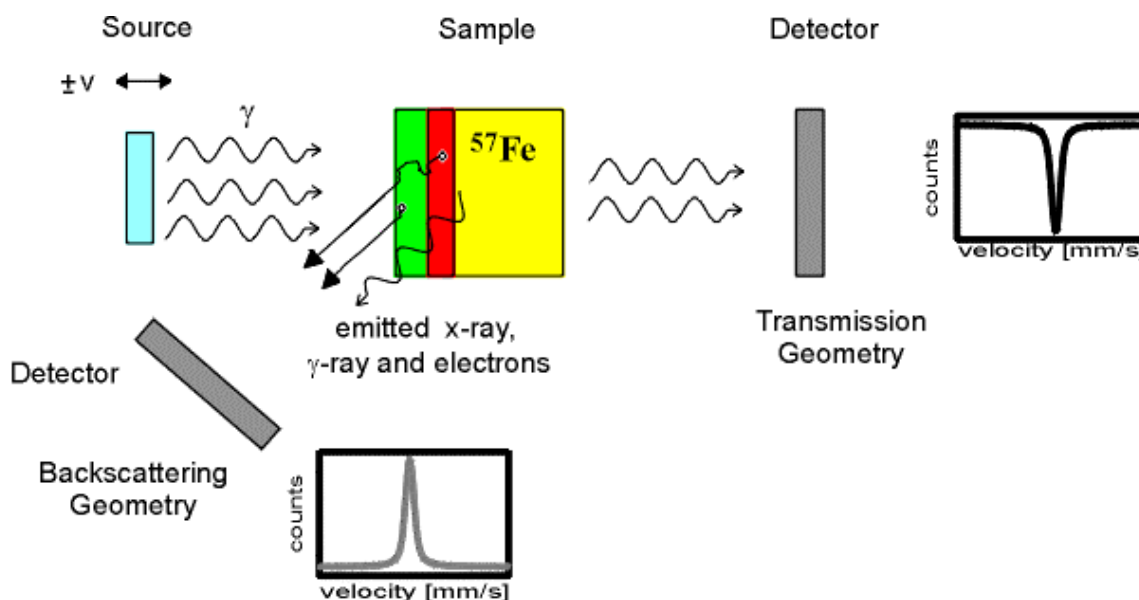 Source
Sample
Detector
±v
γ
⁵⁷Fe
counts
velocity [mm/s]
emitted x-ray,
γ-ray and electrons
Transmission
Geometry
Detector
Backscattering
Geometry
counts
velocity [mm/s]